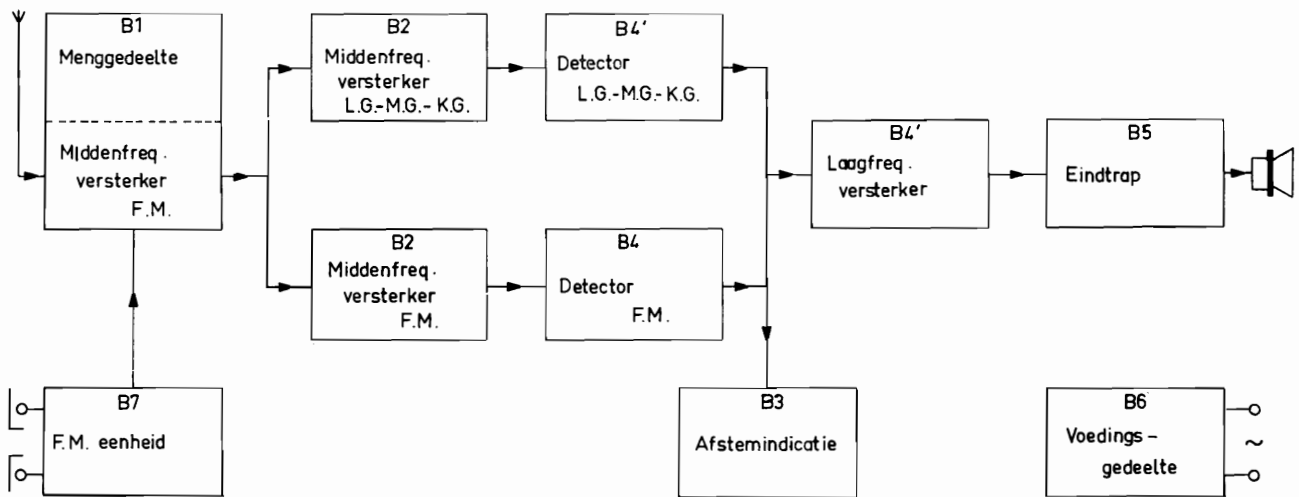 B1
Menggedeelte
Middenfreq.
versterker
F.M.
B2
Middenfreq.
versterker
L.G.-M.G.-K.G.
B4'
Detector
L.G.-M.G.-K.G.
B2
Middenfreq.
versterker
F.M.
B4
Detector
F.M.
B4'
Laagfreq.
versterker
B5
Eindtrap
B7
F.M. eenheid
B3
Afstemindicatie
B6
Voedings-
gedeelte
~